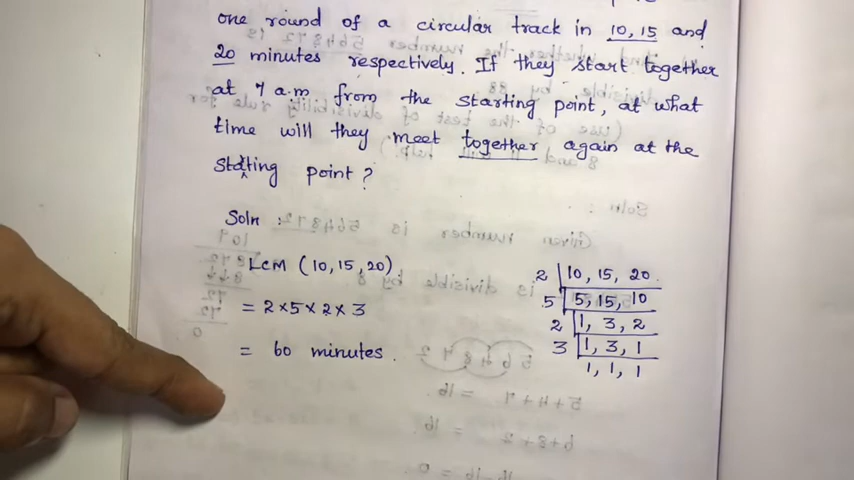 one round of a circular track in 10, 15 and
20 minutes respectively. If they start together
at 7 a.m from the starting point, at what
time will they meet together again at the
starting point?
Soln :
LCM (10, 15, 20)
= 2×5×2×3
= 60 minutes.
2 | 10, 15, 20
5 | 5, 15, 10
2 | 1, 3, 2
3 | 1, 3, 1
1, 1, 1